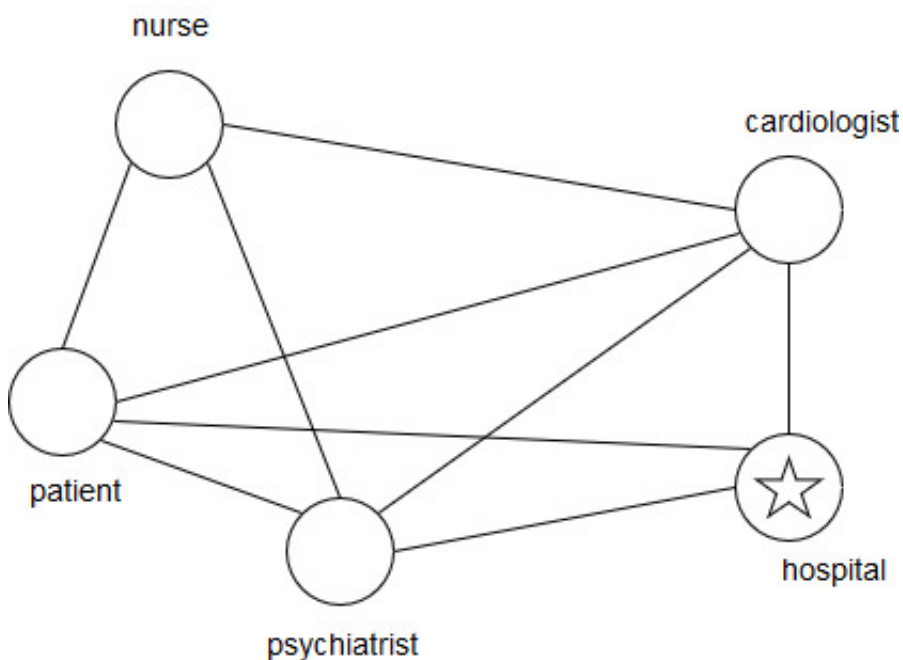 nurse
cardiologist
patient
hospital
psychiatrist